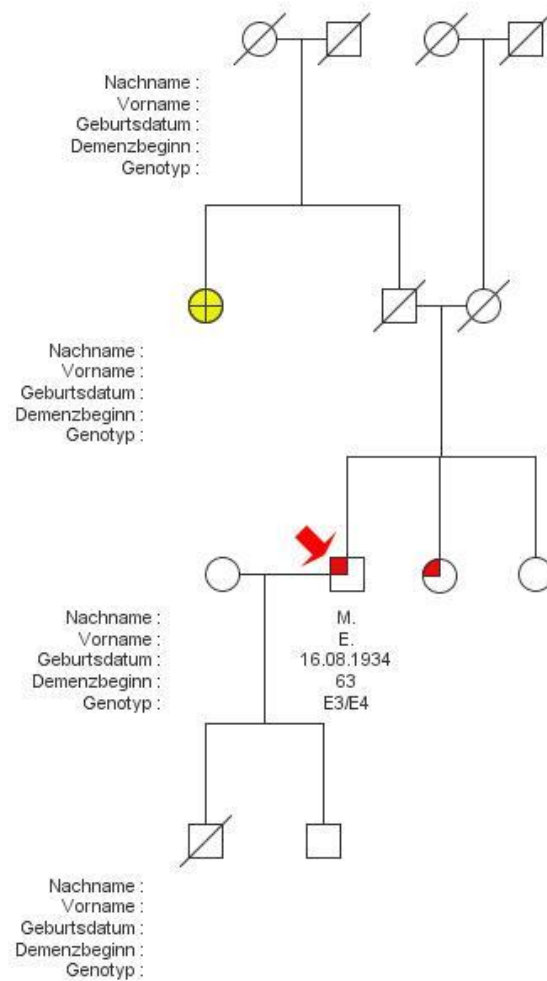 Nachname :
Vorname :
Geburtsdatum :
Demenzbeginn :
Genotyp :
Nachname :
Vorname :
Geburtsdatum :
Demenzbeginn :
Genotyp :
Nachname : M.
Vorname : E.
Geburtsdatum : 16.08.1934
Demenzbeginn : 63
Genotyp : E3/E4
Nachname :
Vorname :
Geburtsdatum :
Demenzbeginn :
Genotyp :